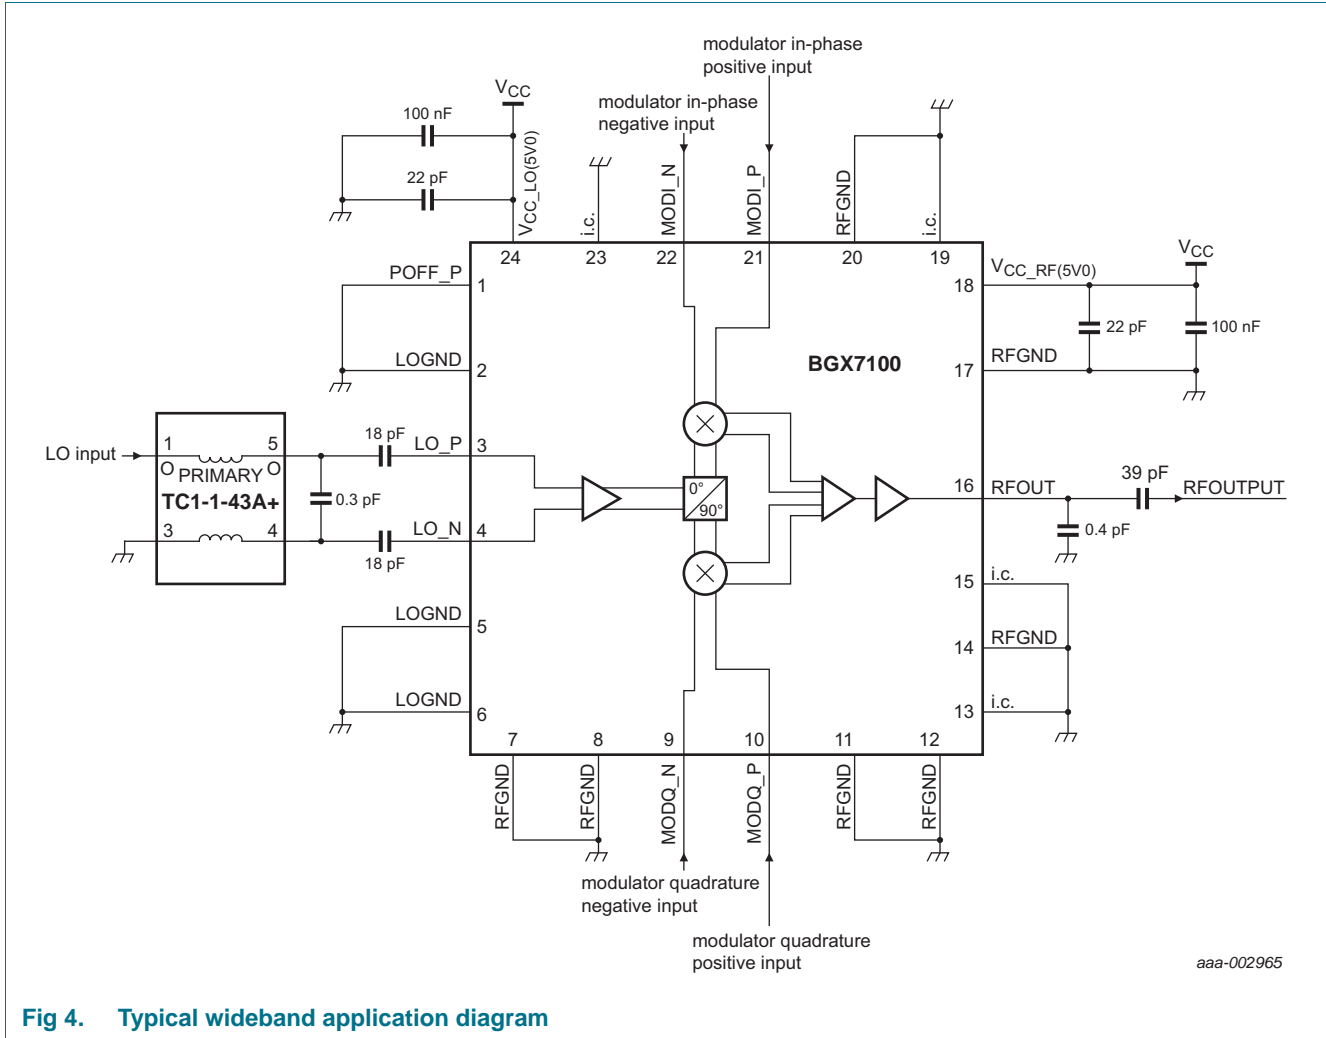 modulator in-phase
positive input
VCC
modulator in-phase
negative input
100 nF
22 pF
VCC_LO(5V0)
i.c.
MODI_N
MODI_P
RFGND
i.c.
24
23
22
21
20
19
POFF_P
1
LOGND
2
18
VCC_RF(5V0)
VCC
22 pF
100 nF
17
RFGND
BGX7100
LO input
1
5
O
O
PRIMARY
TC1-1-43A+
3
4
18 pF
0.3 pF
18 pF
LO_P
3
LO_N
4
0°
90°
16
RFOUT
39 pF
RFOUTPUT
0.4 pF
15
i.c.
14
RFGND
13
i.c.
LOGND
5
LOGND
6
7
8
9
10
11
12
RFGND
RFGND
MODQ_N
MODQ_P
RFGND
RFGND
modulator quadrature
negative input
modulator quadrature
positive input
aaa-002965
Fig 4. Typical wideband application diagram